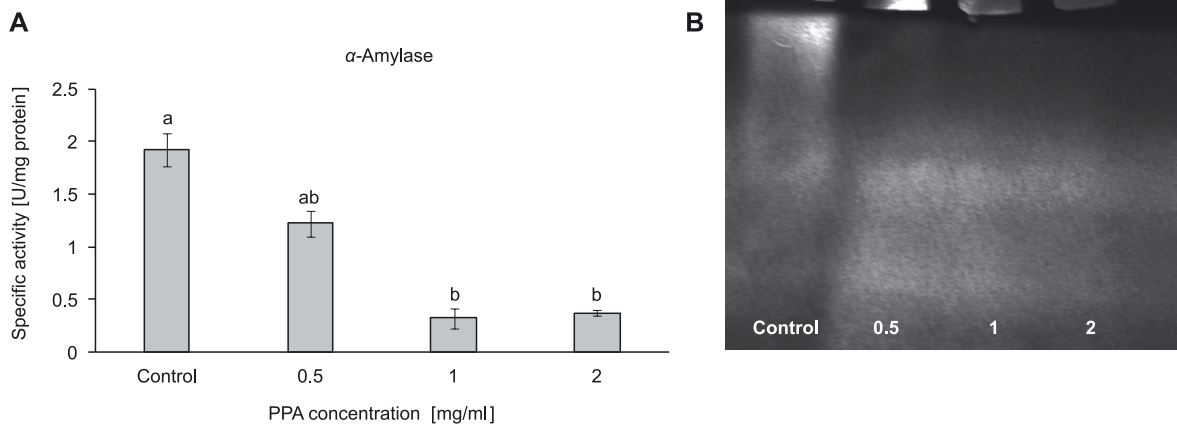 A
α-Amylase
Specific activity [U/mg protein]
2.5
2
1.5
1
0.5
0
a
ab
b
b
Control 0.5 1 2
PPA concentration [mg/ml]
B
Control 0.5 1 2